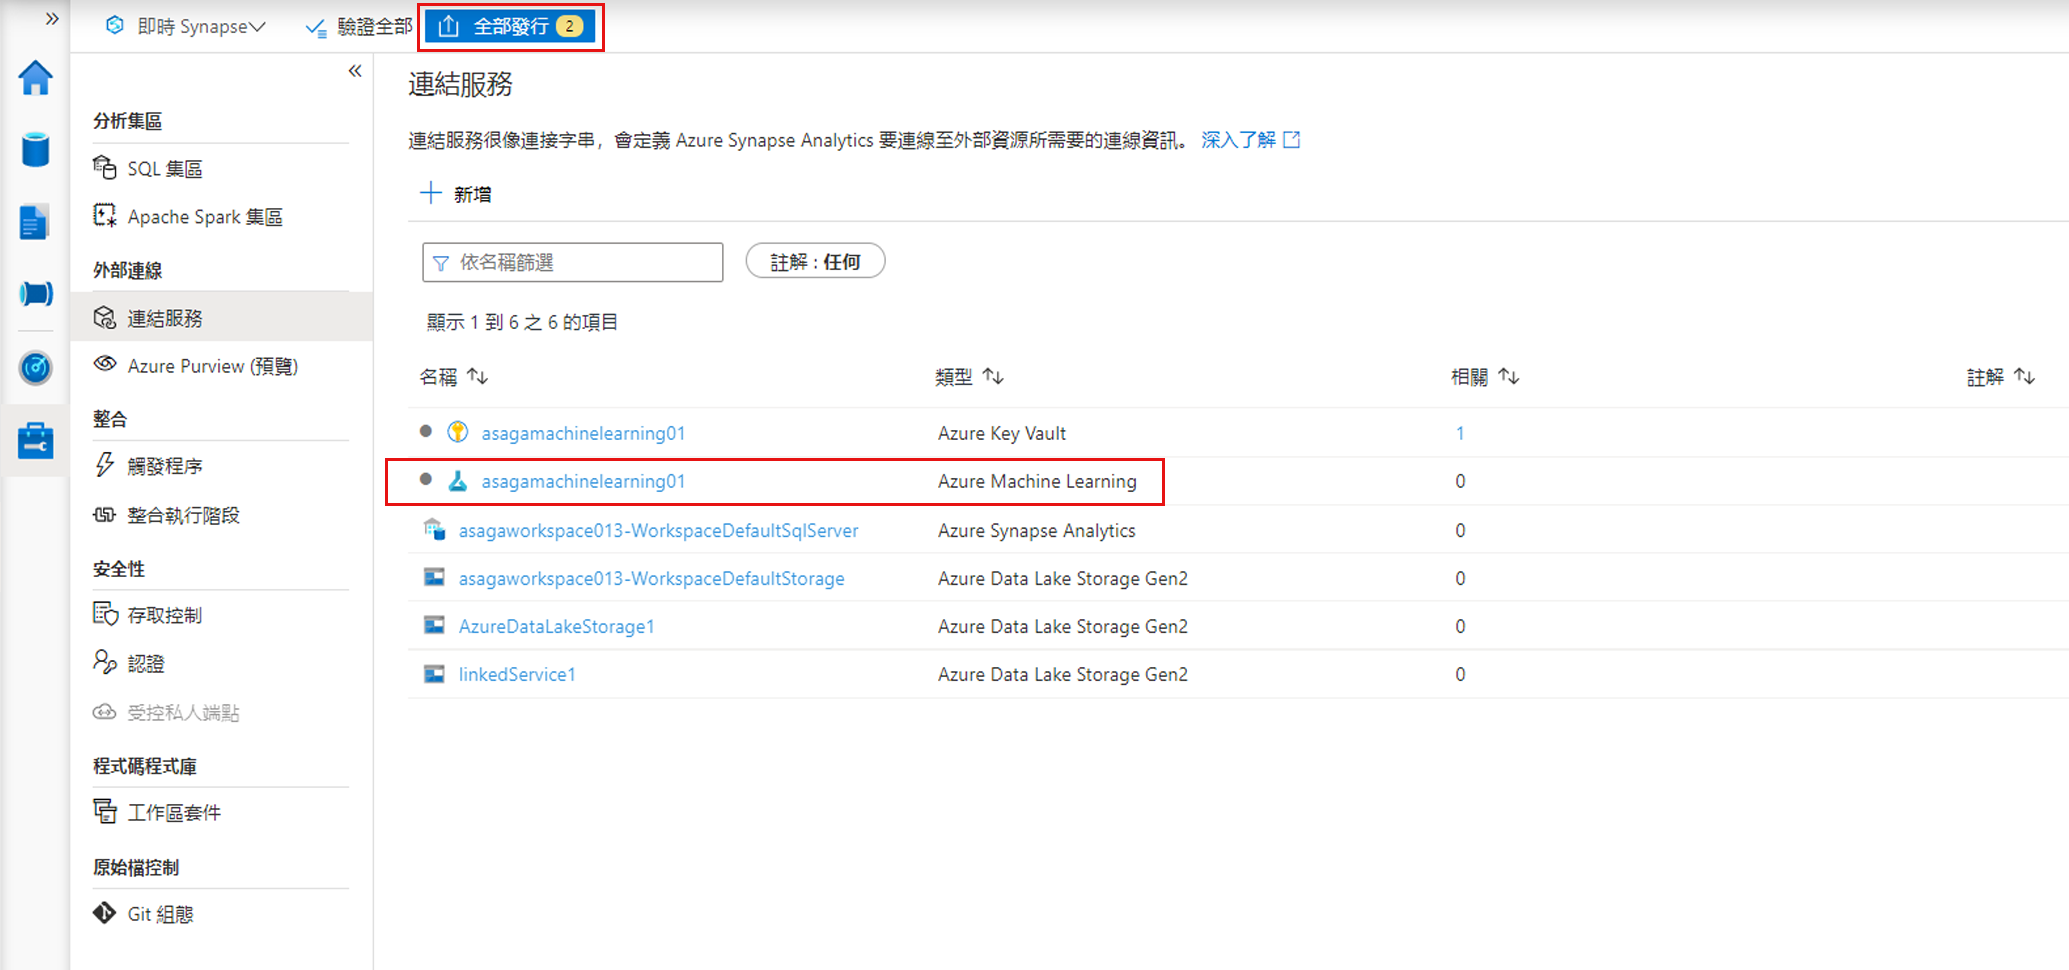 即時 Synapse
驗證全部
全部發行 2
分析集區
SQL 集區
Apache Spark 集區
外部連線
連結服務
Azure Purview (預覽)
整合
觸發程序
整合執行階段
安全性
存取控制
認證
受控私人端點
程式碼程式庫
工作區套件
原始檔控制
Git 組態
連結服務
連結服務很像連接字串，會定義 Azure Synapse Analytics 要連線至外部資源所需要的連線資訊。 深入了解
新增
依名稱篩選
註解 : 任何
顯示 1 到 6 之 6 的項目
名稱 類型 相關 註解
asagamachinelearning01 Azure Key Vault 1
asagamachinelearning01 Azure Machine Learning 0
asagaworkspace013-WorkspaceDefaultSqlServer Azure Synapse Analytics 0
asagaworkspace013-WorkspaceDefaultStorage Azure Data Lake Storage Gen2 0
AzureDataLakeStorage1 Azure Data Lake Storage Gen2 0
linkedService1 Azure Data Lake Storage Gen2 0